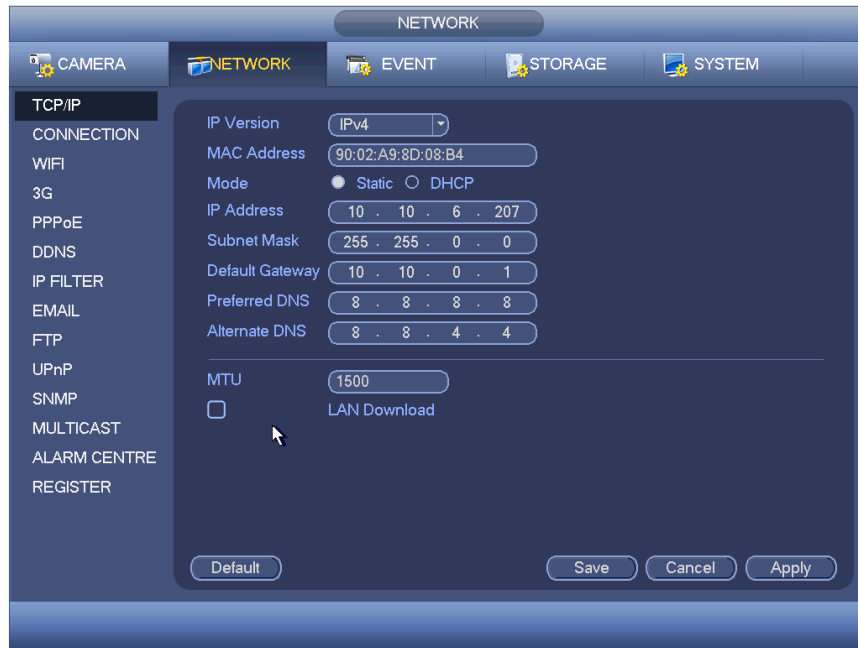 NETWORK
CAMERA NETWORK EVENT STORAGE SYSTEM
TCP/IP
CONNECTION
WIFI
3G
PPPoE
DDNS
IP FILTER
EMAIL
FTP
UPnP
SNMP
MULTICAST
ALARM CENTRE
REGISTER
IP Version IPv4
MAC Address 90:02:A9:8D:08:B4
Mode Static DHCP
IP Address 10 . 10 . 6 . 207
Subnet Mask 255 . 255 . 0 . 0
Default Gateway 10 . 10 . 0 . 1
Preferred DNS 8 . 8 . 8 . 8
Alternate DNS 8 . 8 . 4 . 4
MTU 1500
LAN Download
Default Save Cancel Apply